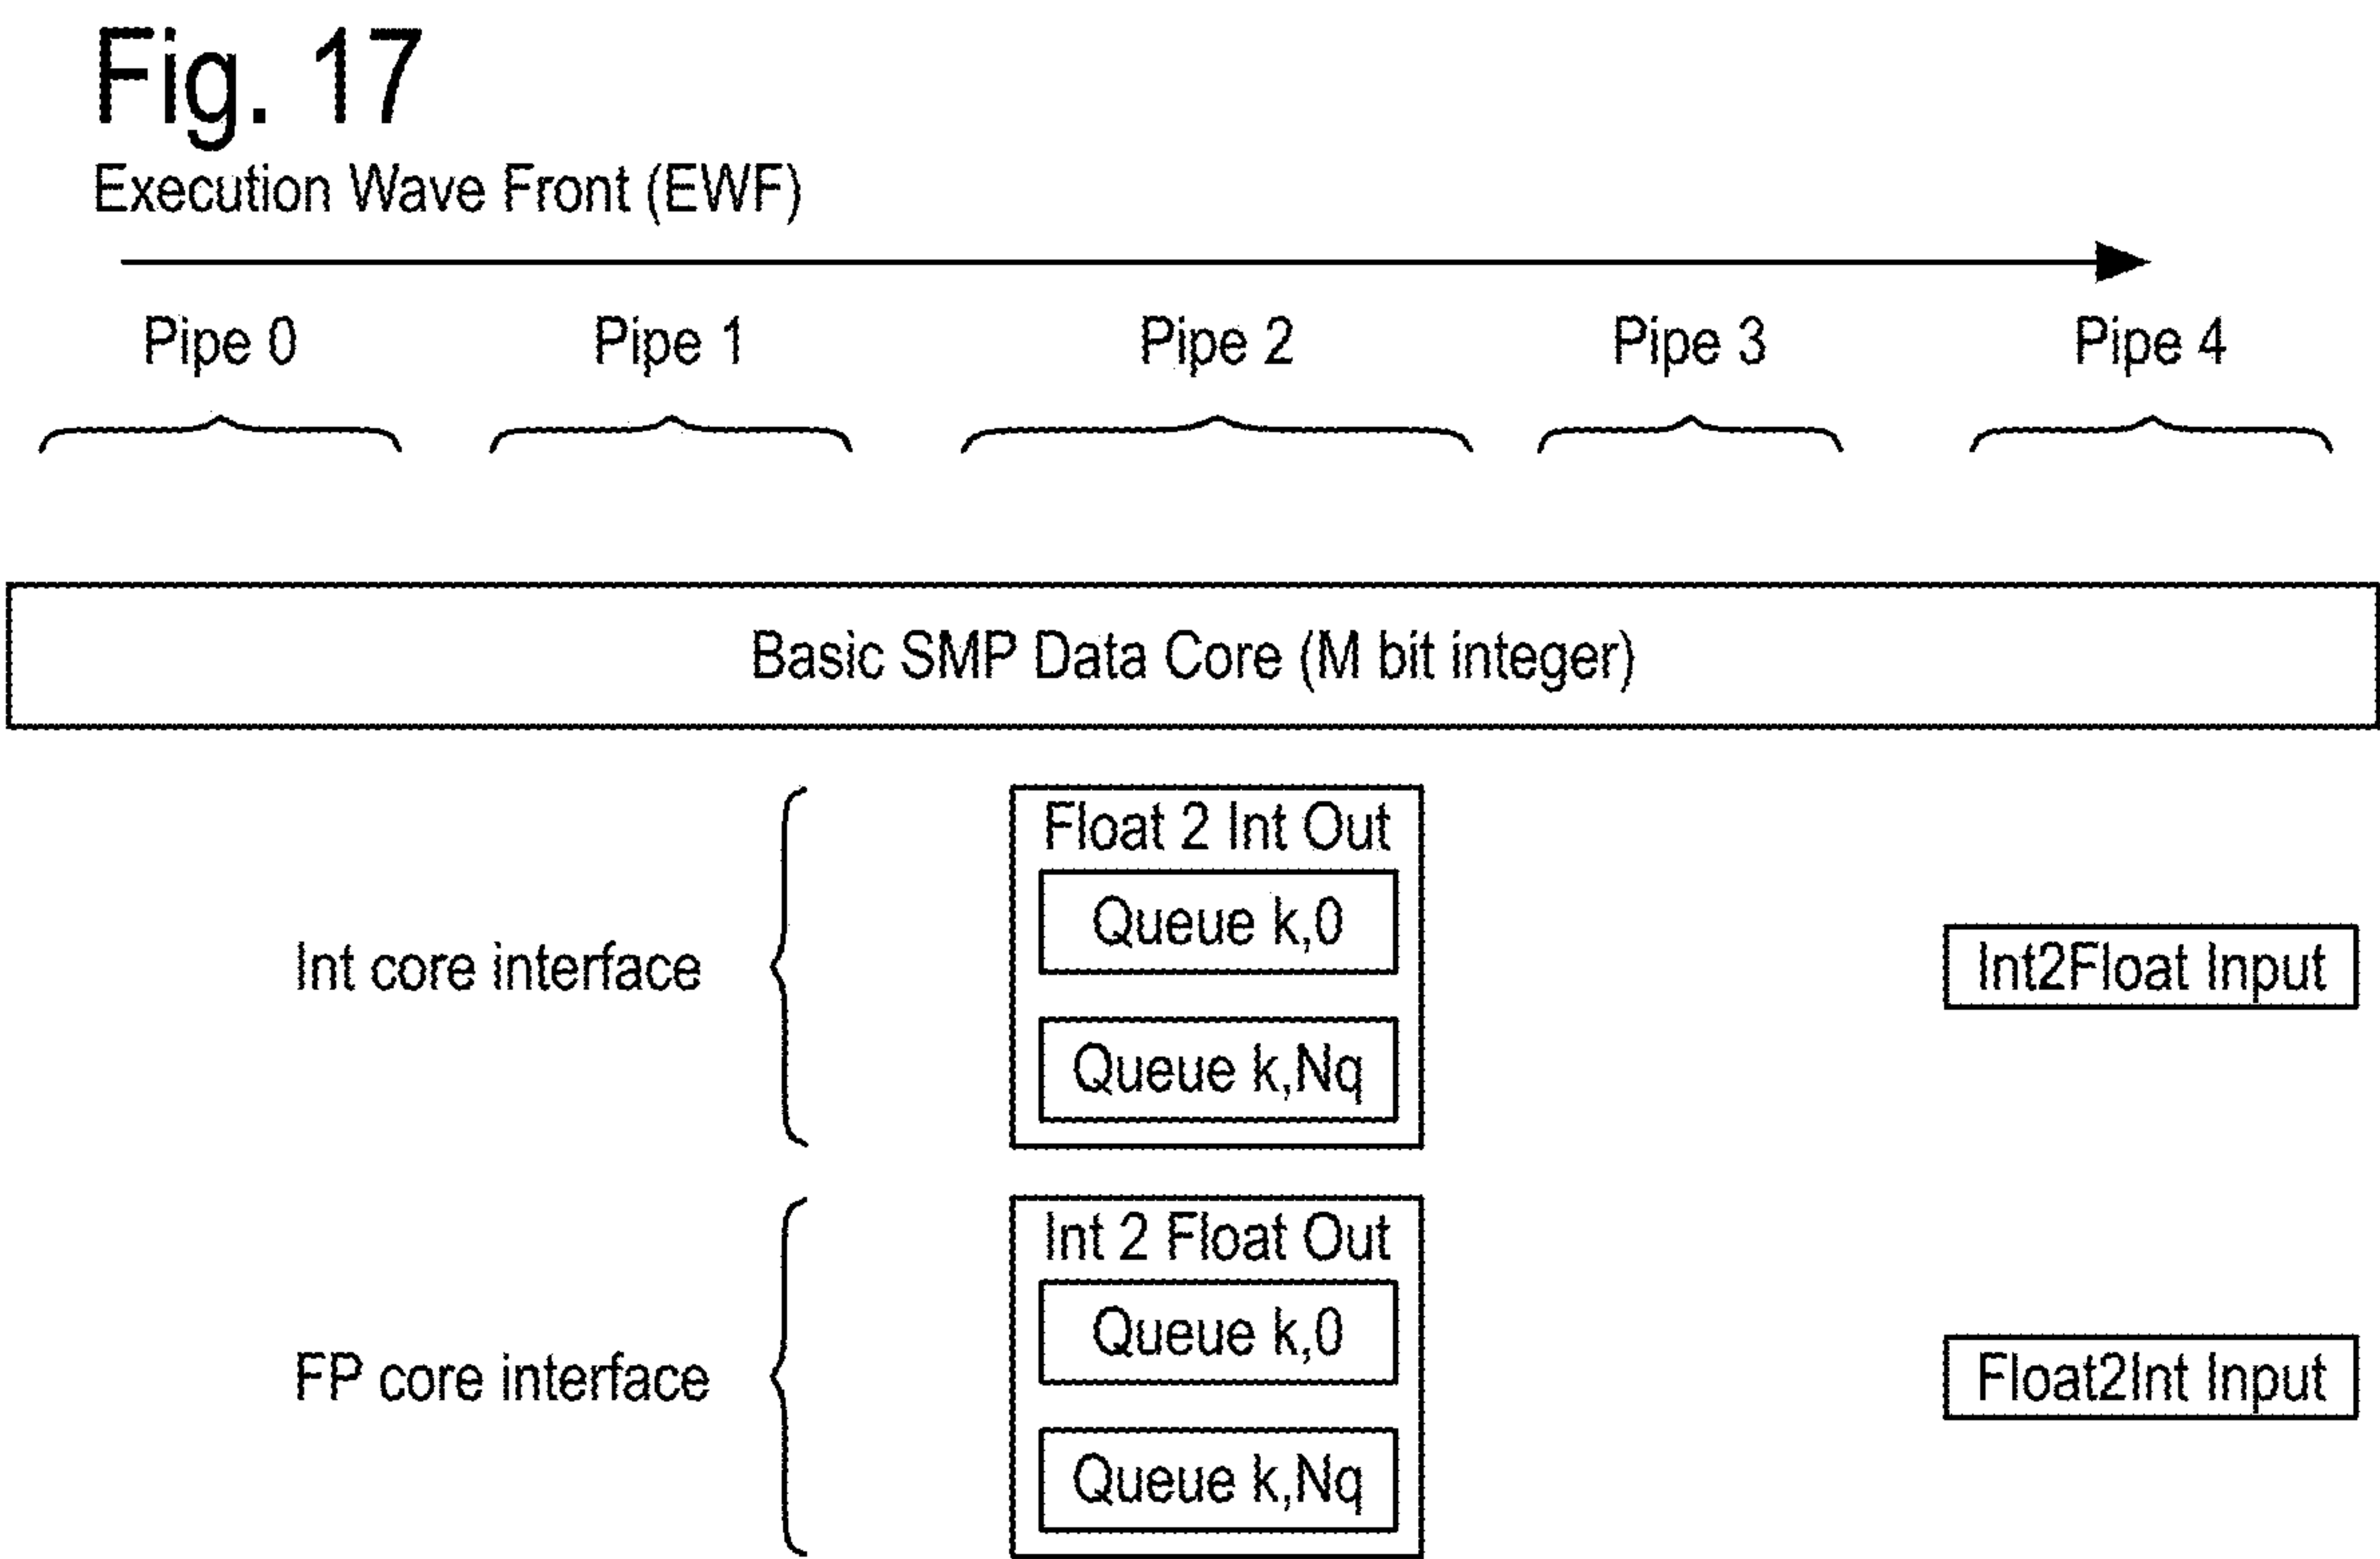 Fig. 17
Execution Wave Front (EWF)
Pipe 0 Pipe 1 Pipe 2 Pipe 3 Pipe 4
Basic SMP Data Core (M bit integer)
Float 2 Int Out
Queue k,0
Int core interface
Int2Float Input
Queue k,Nq
Int 2 Float Out
Queue k,0
FP core interface
Float2Int Input
Queue k,Nq